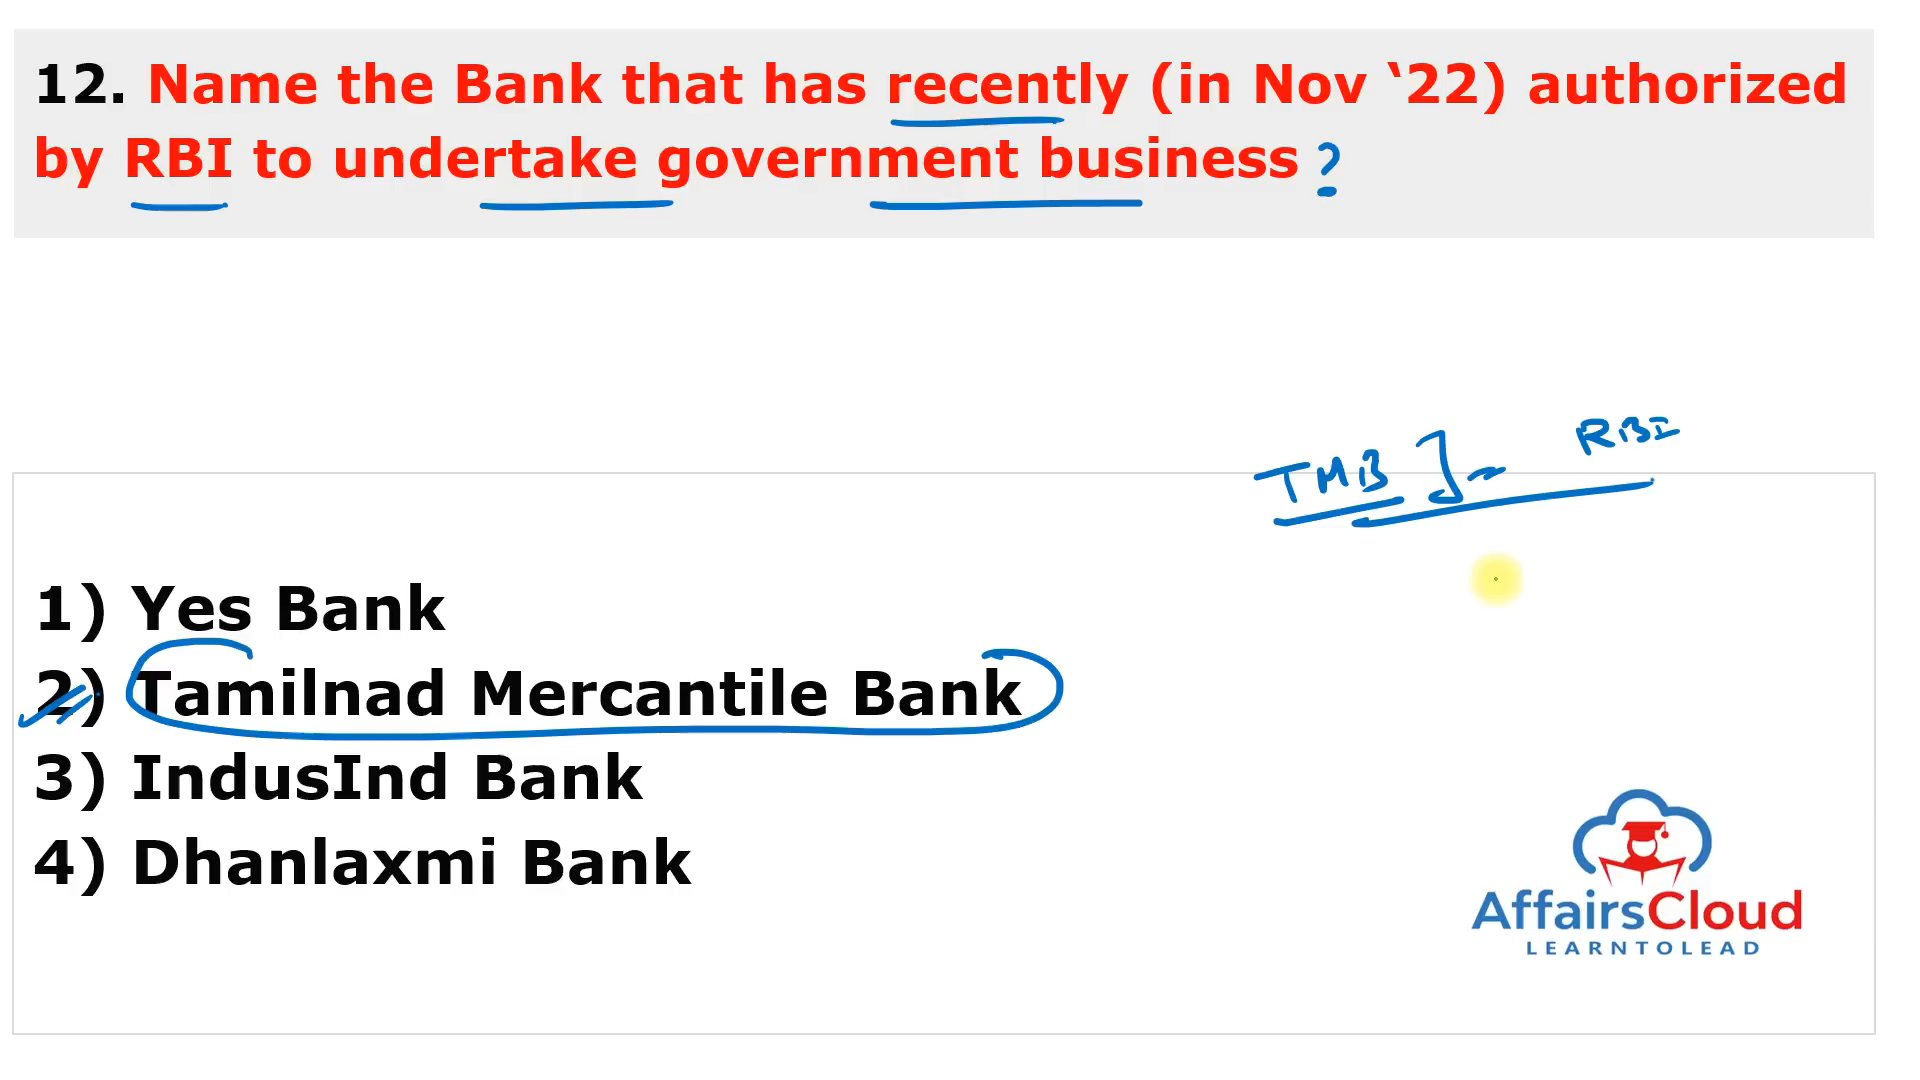 12. Name the Bank that has recently (in Nov ‘22) authorized
by RBI to undertake government business ?
TMB ] - RBI
1) Yes Bank
2) Tamilnad Mercantile Bank
3) IndusInd Bank
4) Dhanlaxmi Bank
AffairsCloud
LEARNTOLEAD